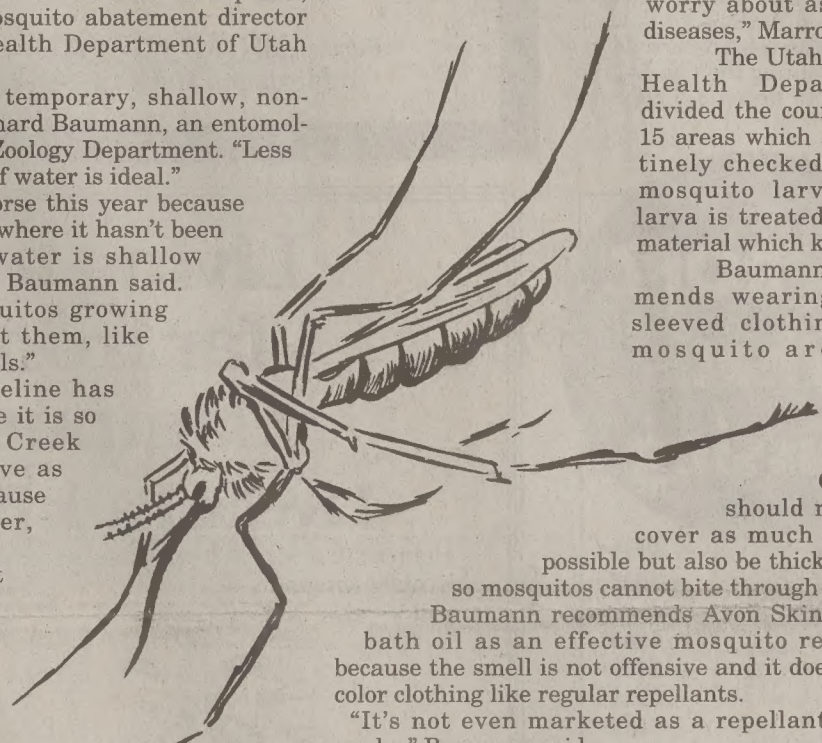 osquito abatement director
ealth Department of Utah
temporary, shallow, non-
hard Baumann, an entomol-
Zoology Department. “Less
f water is ideal.”
orse this year because
where it hasn’t been
water is shallow
Baumann said.
quitos growing
t them, like
ls.”
eline has
e it is so
Creek
ve as
ause
er,
worry about as
diseases,” Marro
The Utah
Health Depa
divided the cou
15 areas which
tinely checked
mosquito larv
larva is treated
material which k
Baumann
mends wearing
sleeved clothin
mosquito are
should n
cover as much
possible but also be thick
so mosquitos cannot bite through
Baumann recommends Avon Skin
bath oil as an effective mosquito re
because the smell is not offensive and it doe
color clothing like regular repellants.
“It’s not even marketed as a repellant